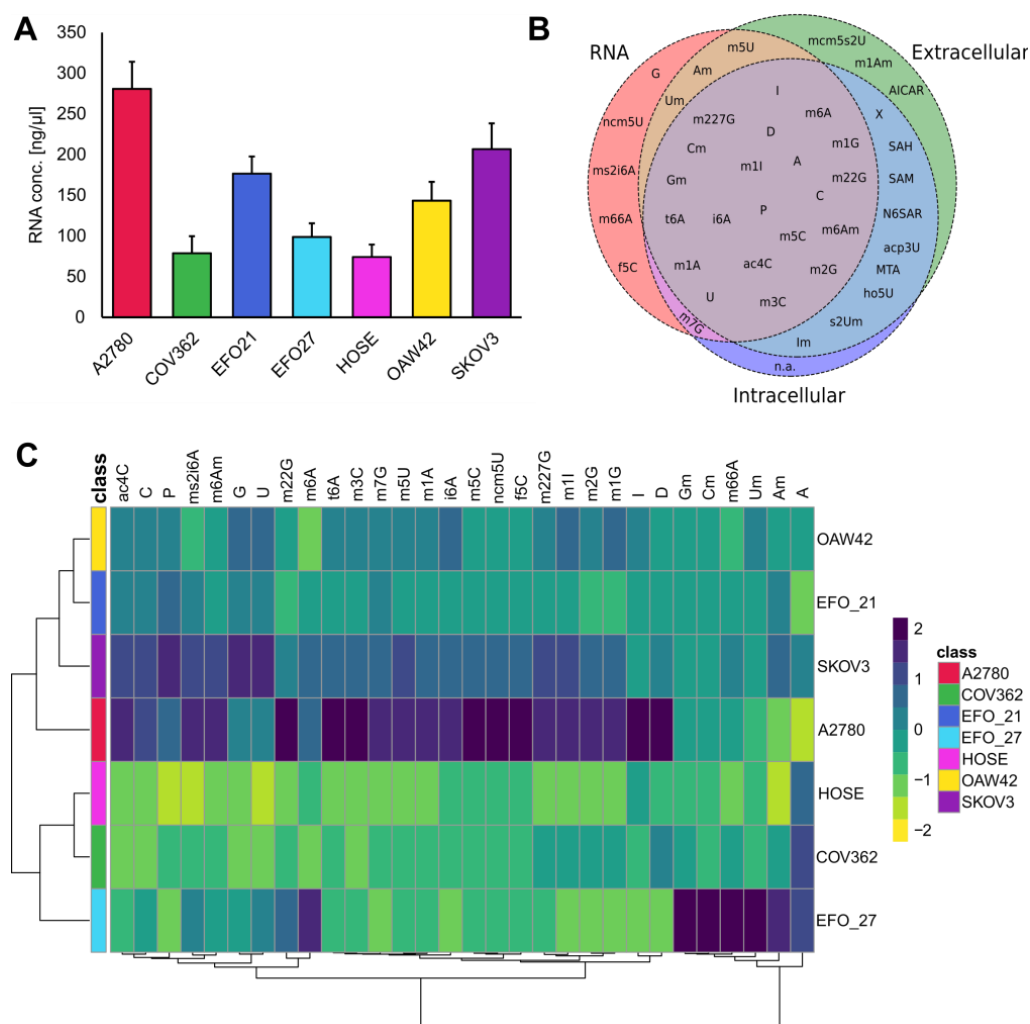 A
RNA conc. [ng/µl]
350
300
250
200
150
100
50
0
A2780
COV362
EFO21
EFO27
HOSE
OAW42
SKOV3
B
RNA
Extracellular
Intracellular
m5U
mcm5s2U
m1Am
G
Am
AICAR
I
Um
X
ncm5U
m227G
m6A
D
Cm
m1G
SAH
ms2i6A
m1I
A
Gm
m22G
SAM
C
m66A
t6A
i6A
P
N6SAR
m6Am
m5C
acp3U
f5C
m1A
ac4C
m2G
MTA
ho5U
U
m3C
m7G
s2Um
Im
n.a.
C
class ac4C C P ms2i6A m6Am G U m22G m6A t6A m3C m7G m5U m1A i6A m5C ncm5U f5C m227G m1I m2G m1G I D Gm Cm m66A Um Am A
OAW42
EFO_21
SKOV3
A2780
HOSE
COV362
EFO_27
2
1
0
−1
−2
class
A2780
COV362
EFO_21
EFO_27
HOSE
OAW42
SKOV3